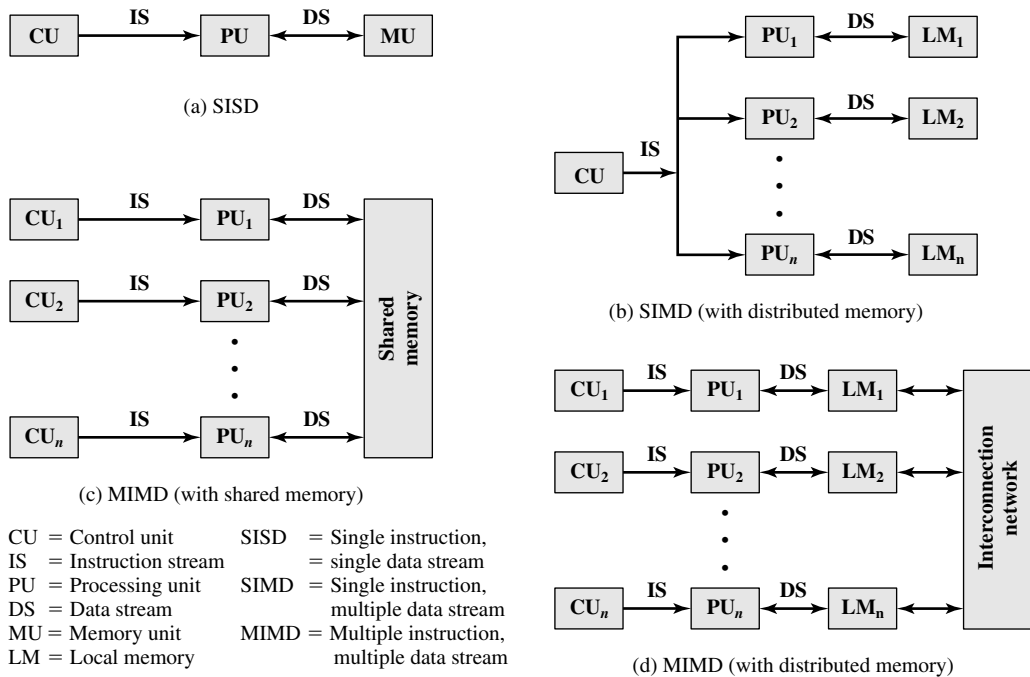 IS DS
CU PU MU
(a) SISD
DS
PU1 LM1
DS
PU2 LM2
IS
CU
DS
PUn LMn
(b) SIMD (with distributed memory)
IS DS
CU1 PU1
IS DS
CU2 PU2
IS DS
CUn PUn
Shared
memory
(c) MIMD (with shared memory)
IS DS
CU1 PU1 LM1
IS DS
CU2 PU2 LM2
IS DS
CUn PUn LMn
Interconnection
network
(d) MIMD (with distributed memory)
CU = Control unit
IS = Instruction stream
PU = Processing unit
DS = Data stream
MU = Memory unit
LM = Local memory
SISD = Single instruction,
= single data stream
SIMD = Single instruction,
multiple data stream
MIMD = Multiple instruction,
multiple data stream